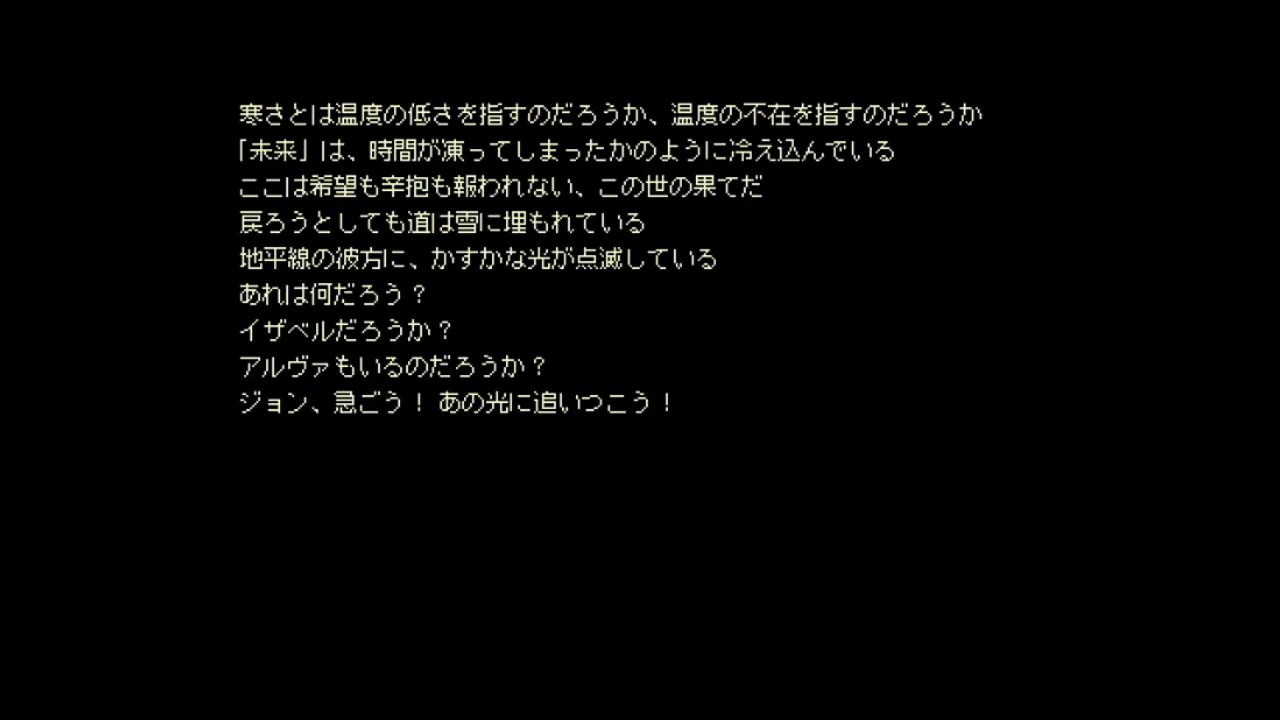 寒さとは温度の低さを指すのだろうか、温度の不在を指すのだろうか
「未来」は、時間が凍ってしまったかのように冷え込んでいる
ここは希望も辛抱も報われない、この世の果てだ
戻ろうとしても道は雪に埋もれている
地平線の彼方に、かすかな光が点滅している
あれは何だろう？
イザベルだろうか？
アルヴァもいるのだろうか？
ジョン、急ごう！ あの光に追いつこう！